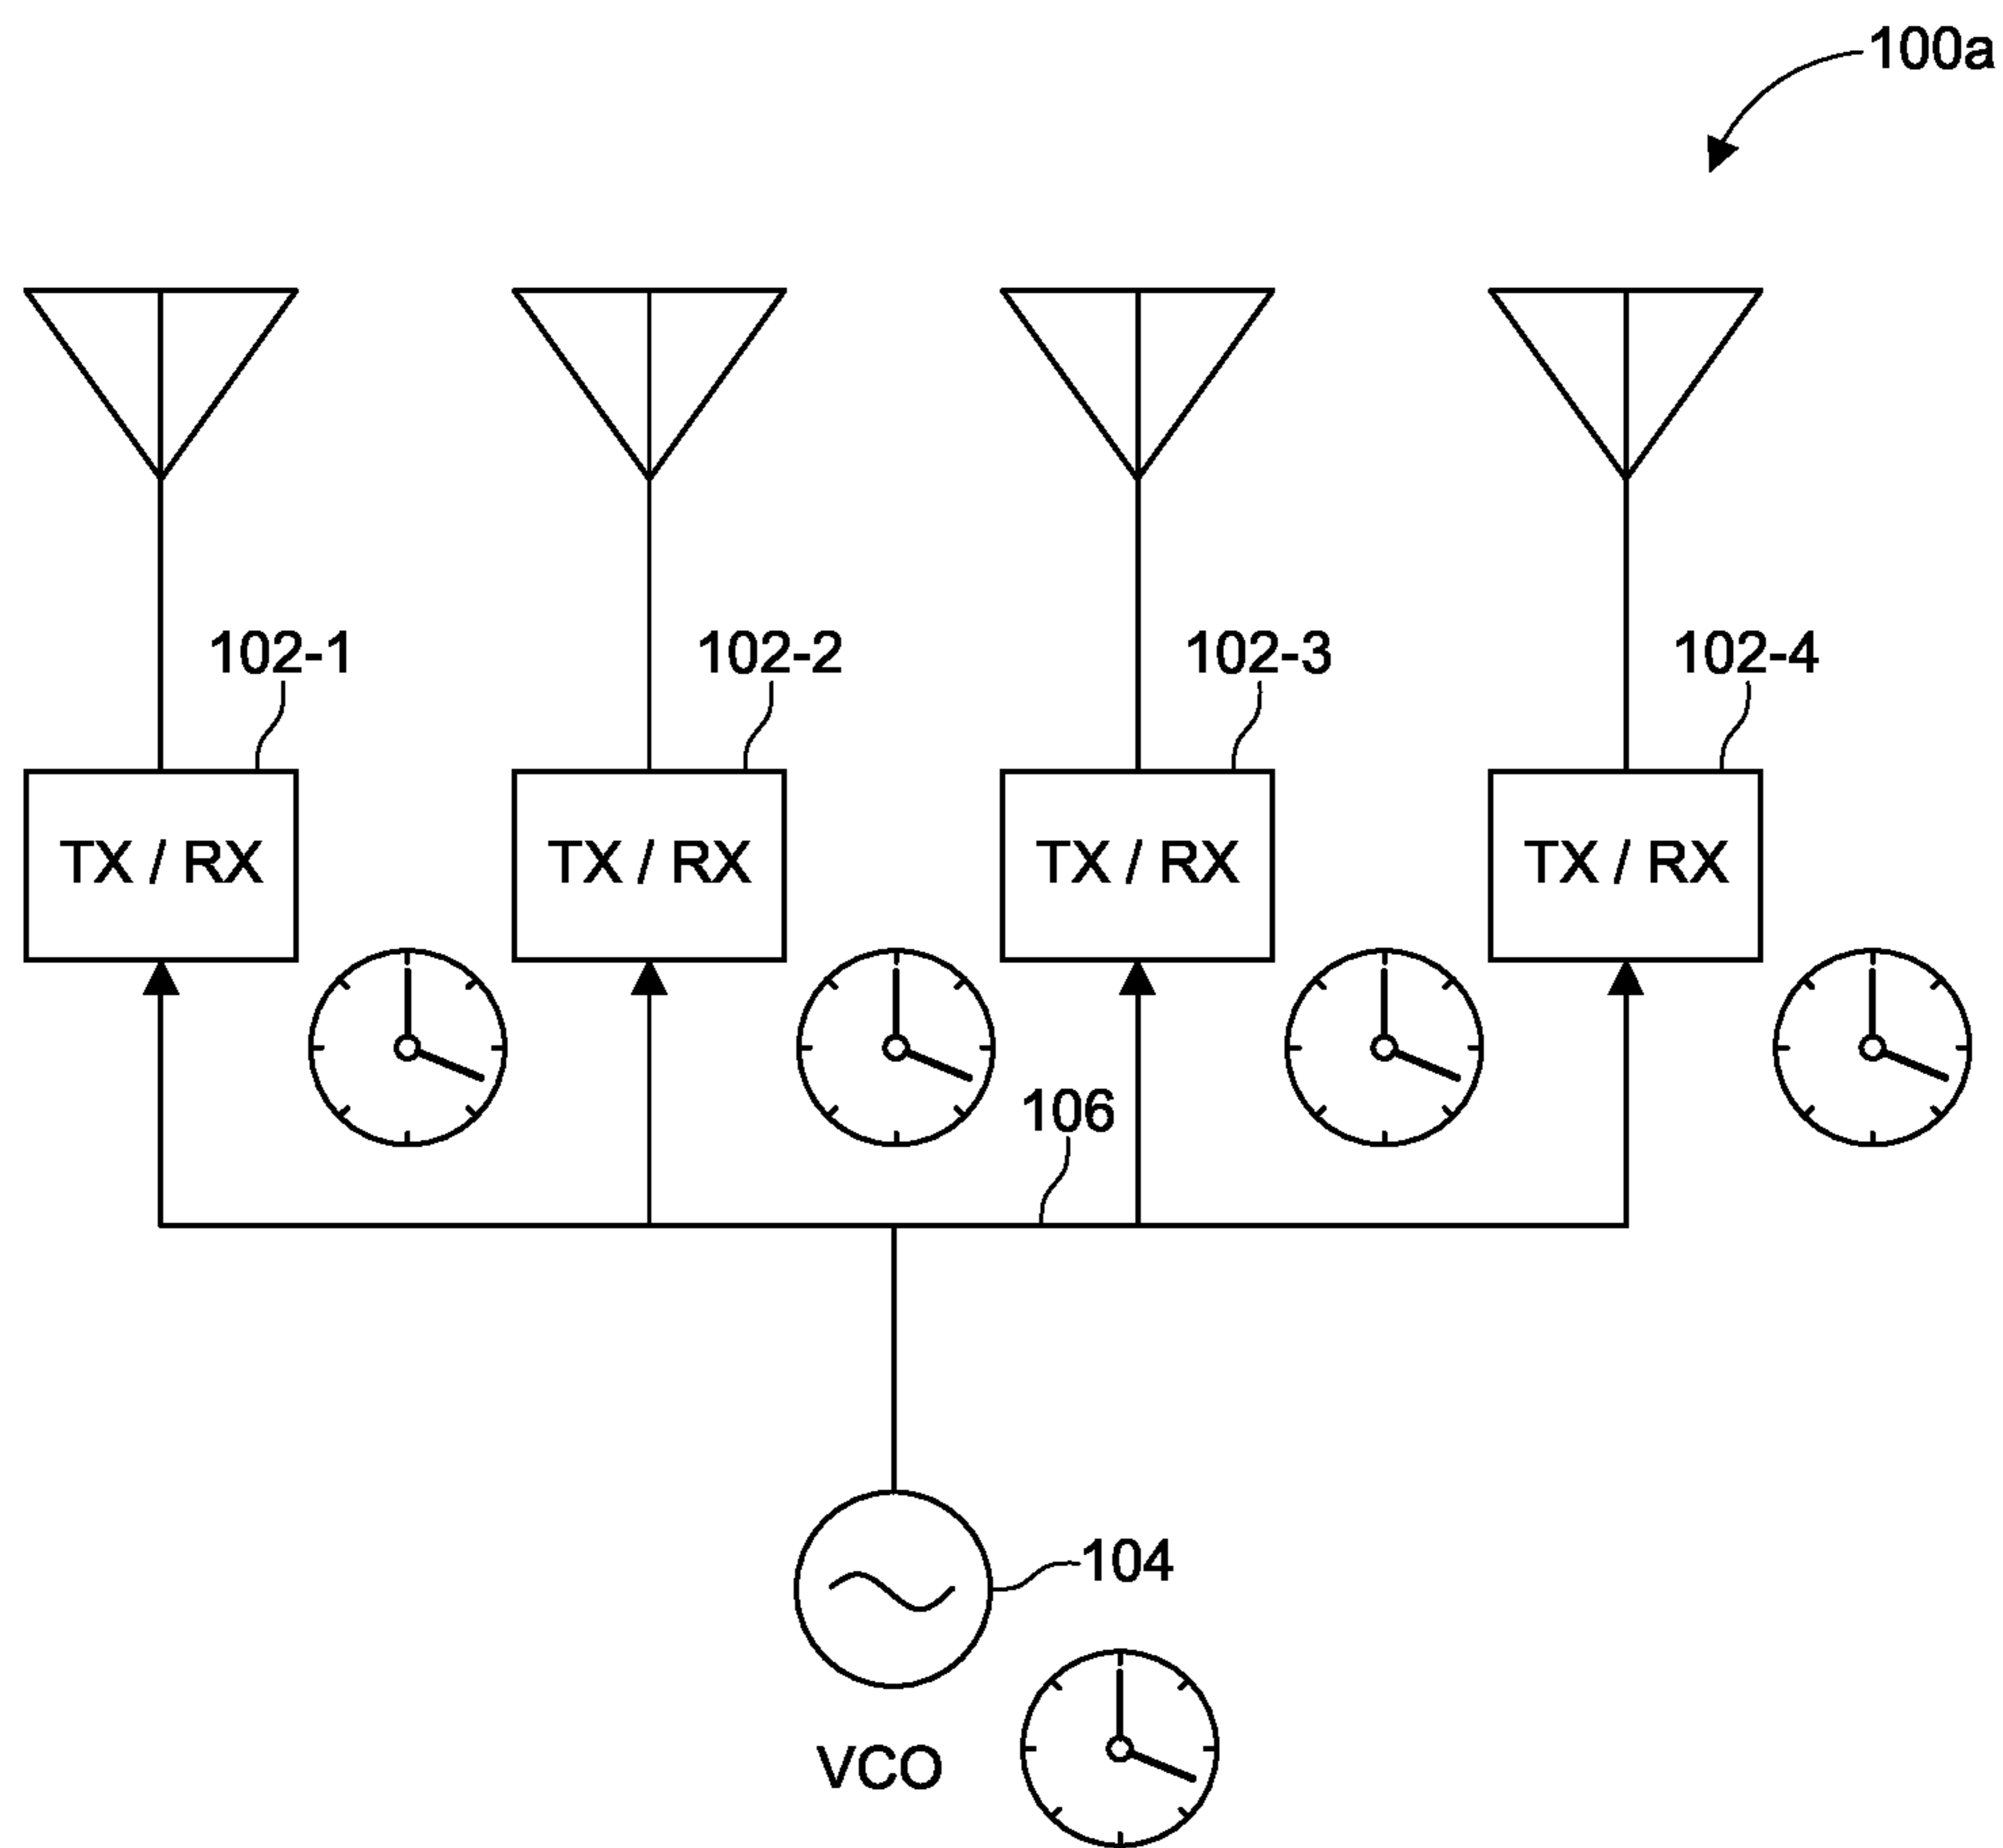 100a
102-1
102-2
102-3
102-4
TX / RX
TX / RX
TX / RX
TX / RX
106
104
VCO